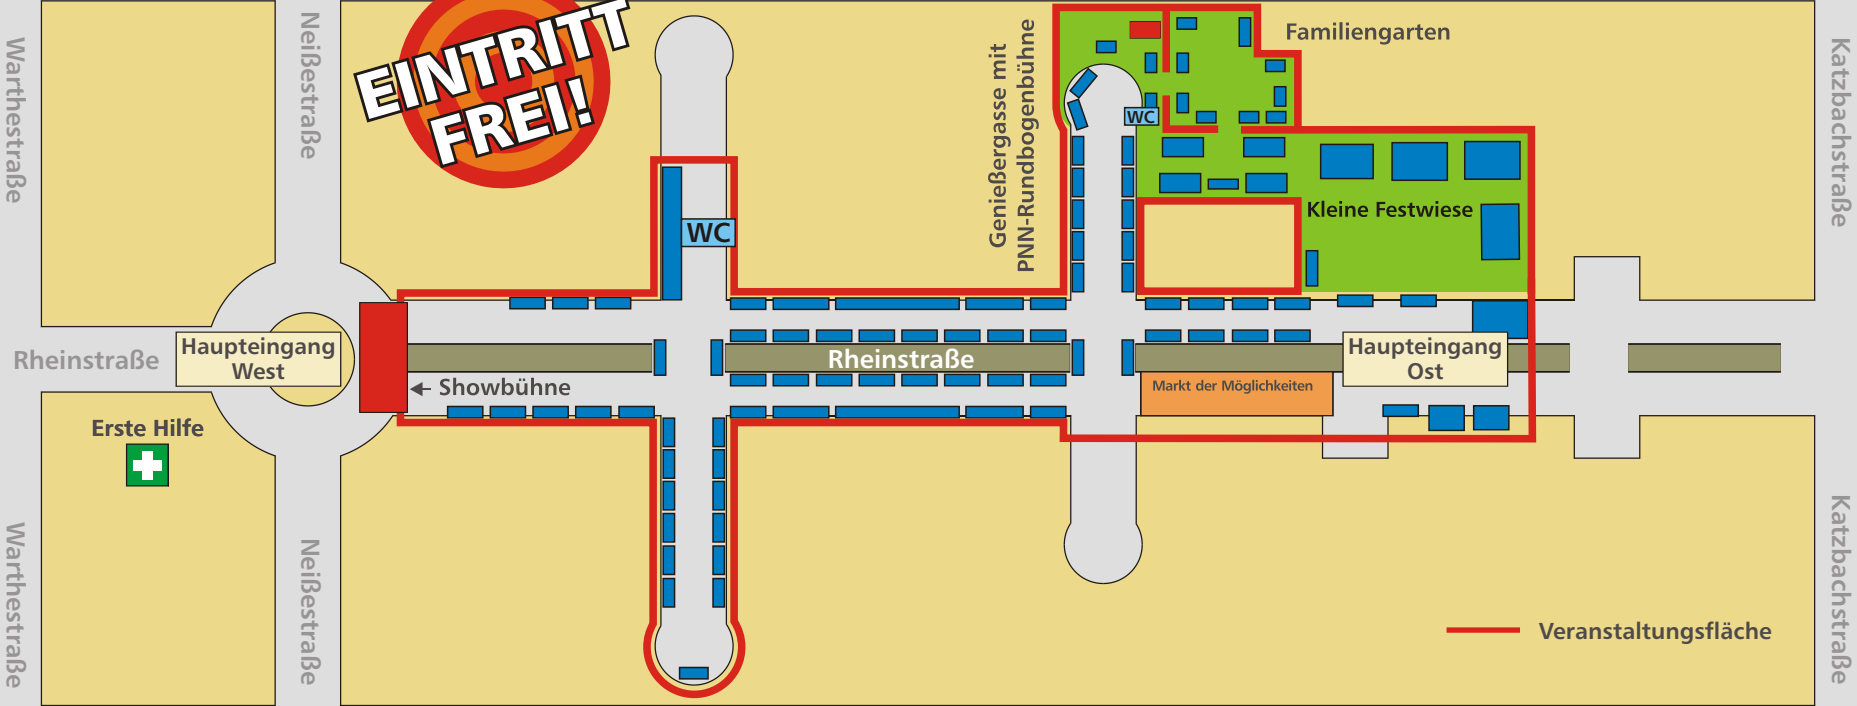 EINTRITT
FREI!
Warthestraße
Neißestraße
Genießergasse mit
PNN-Rundbogenbühne
Familiengarten
Katzbachstraße
WC
WC
Kleine Festwiese
Rheinstraße
Haupteingang
West
Showbühne
Rheinstraße
Haupteingang
Ost
Markt der Möglichkeiten
Erste Hilfe
Warthestraße
Neißestraße
Katzbachstraße
Veranstaltungsfläche